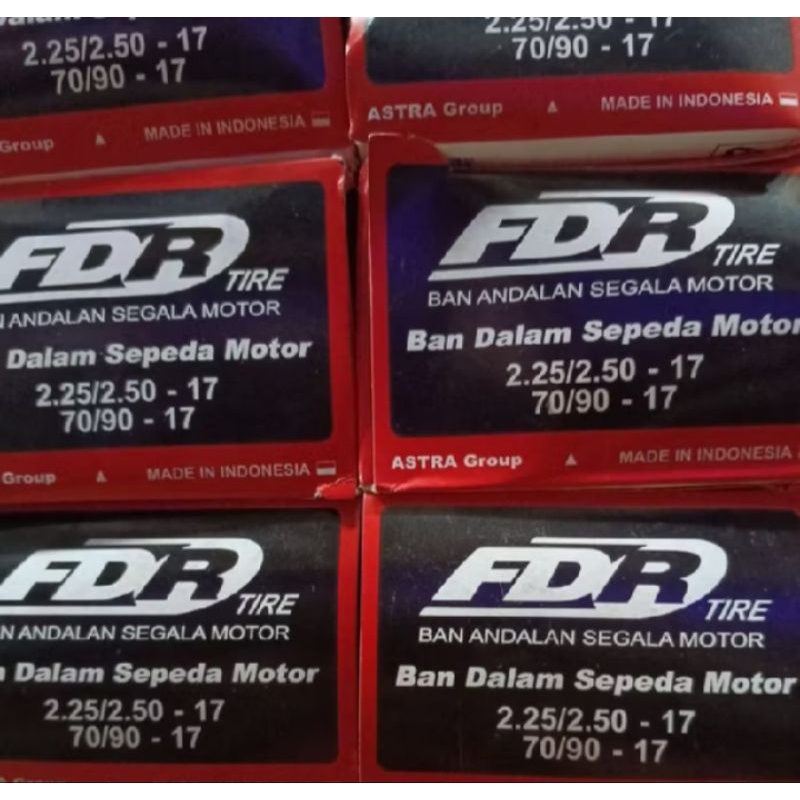 2.25/2.50 - 17
70/90 - 17
Group MADE IN INDONESIA
2.25/2.50 - 17
70/90 - 17
ASTRA Group MADE IN INDONESIA
FDR
TIRE
ANDALAN SEGALA MOTOR
Dalam Sepeda Motor
2.25/2.50 - 17
70/90 - 17
Group MADE IN INDONESIA
FDR
TIRE
BAN ANDALAN SEGALA MOTOR
Ban Dalam Sepeda Motor
2.25/2.50 - 17
70/90 - 17
ASTRA Group MADE IN INDONESIA
FDR
TIRE
ANDALAN SEGALA MOTOR
Dalam Sepeda Motor
2.25/2.50 - 17
70/90 - 17
FDR
TIRE
BAN ANDALAN SEGALA MOTOR
Ban Dalam Sepeda Motor
2.25/2.50 - 17
70/90 - 17